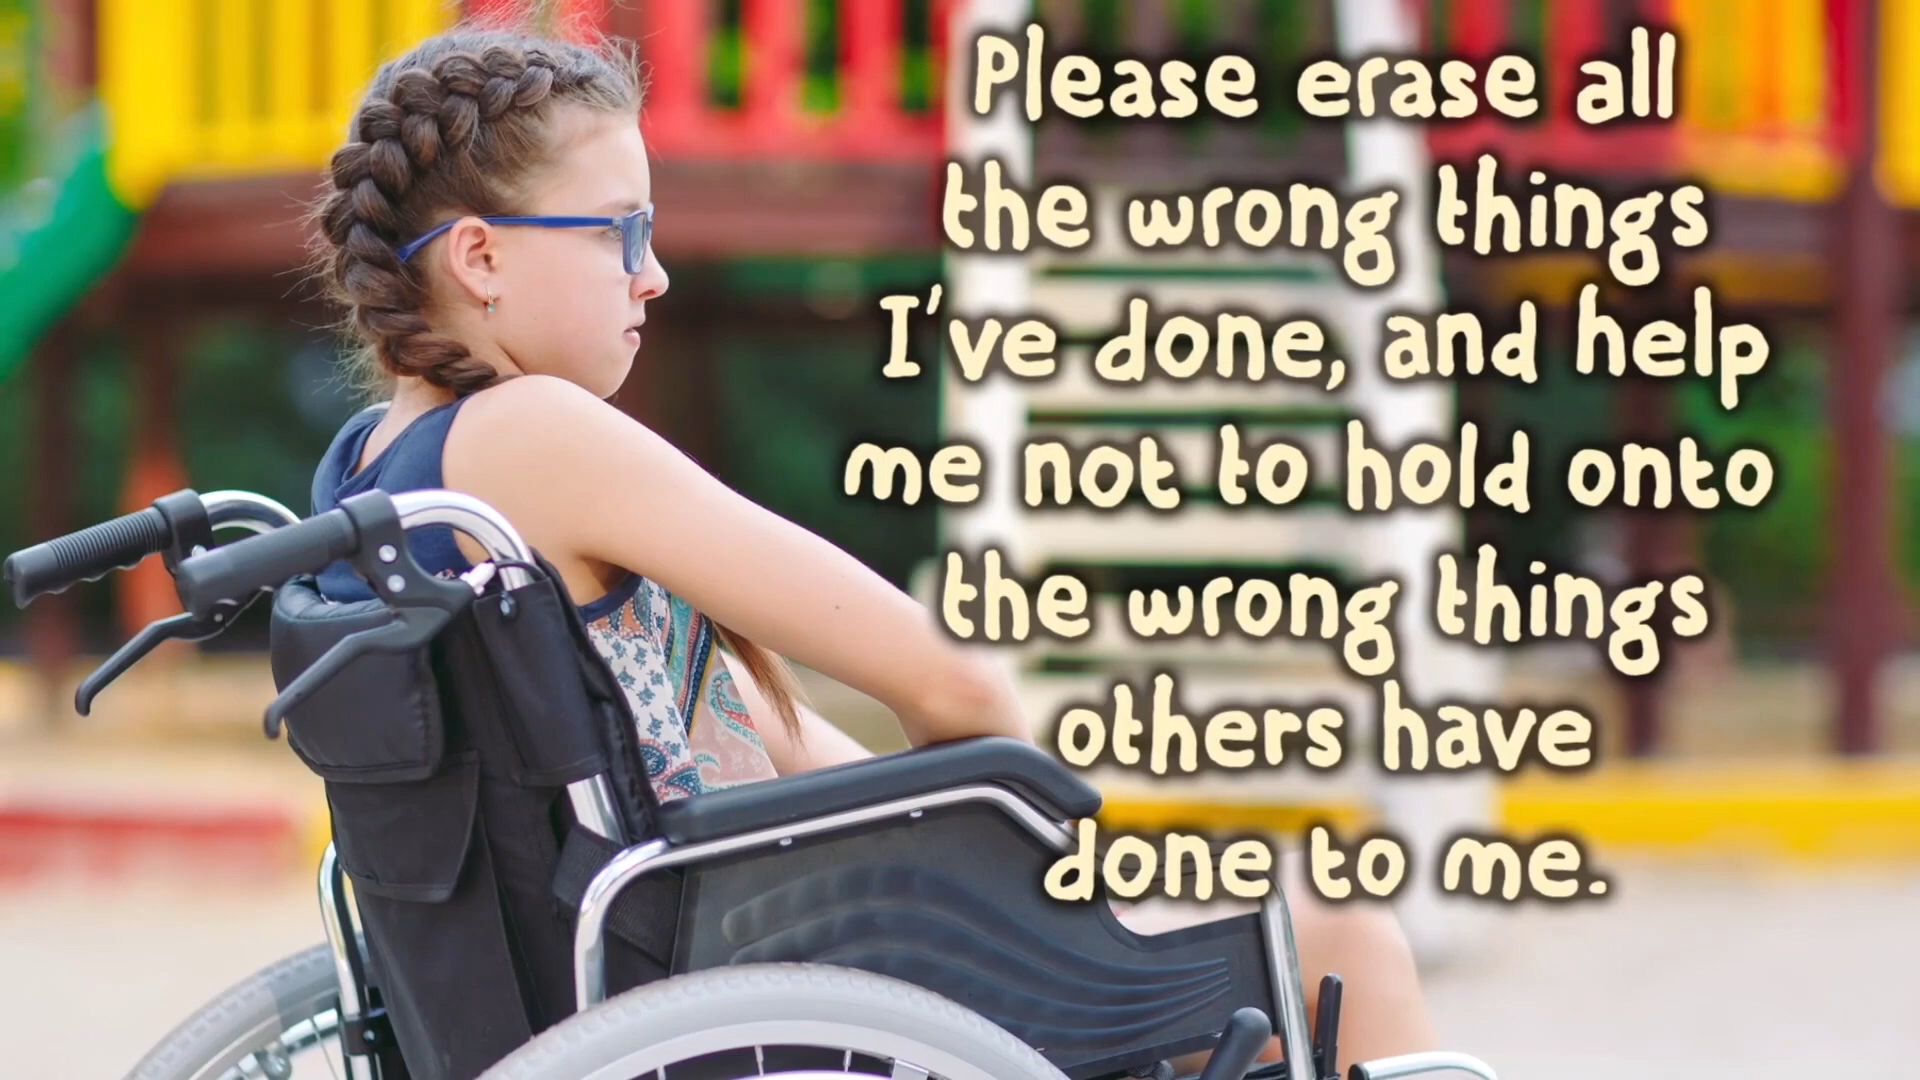 Please erase all
the wrong things
I've done, and help
me not to hold onto
the wrong things
others have
done to me.